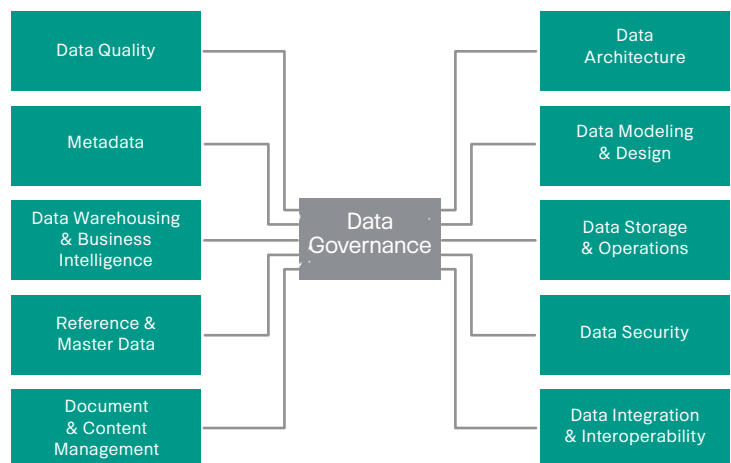 Data Quality
Metadata
Data Warehousing
& Business
Intelligence
Reference &
Master Data
Document
& Content
Management
Data
Governance
Data
Architecture
Data Modeling
& Design
Data Storage
& Operations
Data Security
Data Integration
& Interoperability